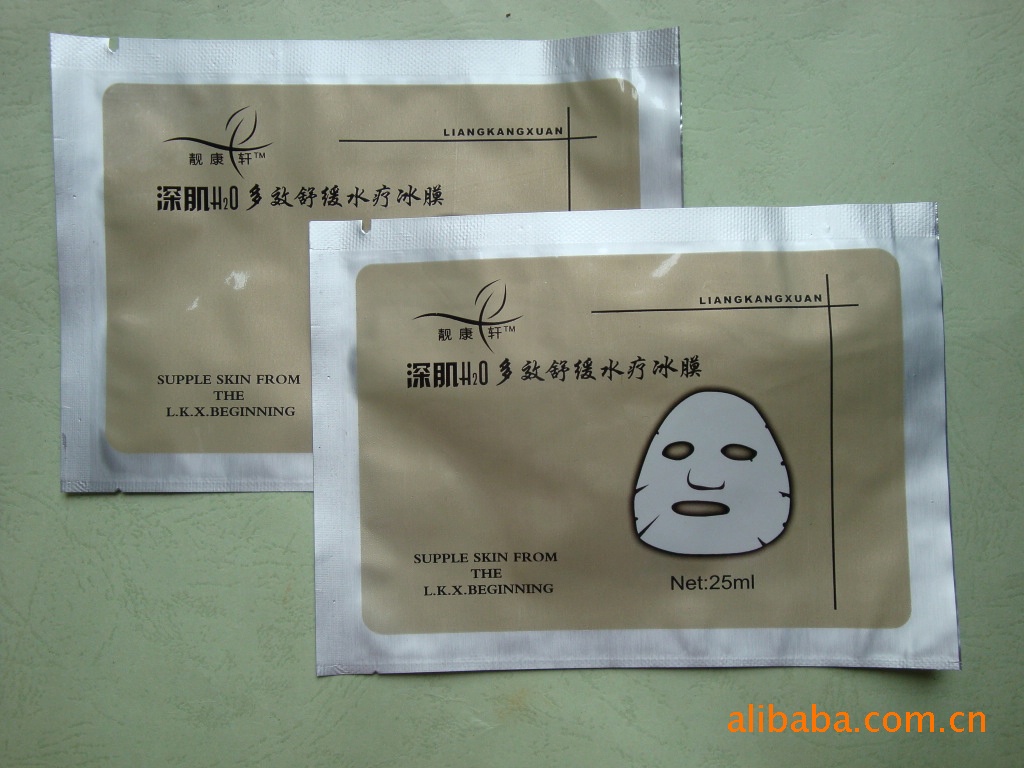 LIANGKANGXUAN
靓康轩™
深肌H₂O 多效舒缓水疗冰膜
SUPPLE SKIN FROM
THE
L.K.X.BEGINNING
LIANGKANGXUAN
靓康轩™
深肌H₂O 多效舒缓水疗冰膜
SUPPLE SKIN FROM
THE
L.K.X.BEGINNING
Net:25ml
alibaba.com.cn